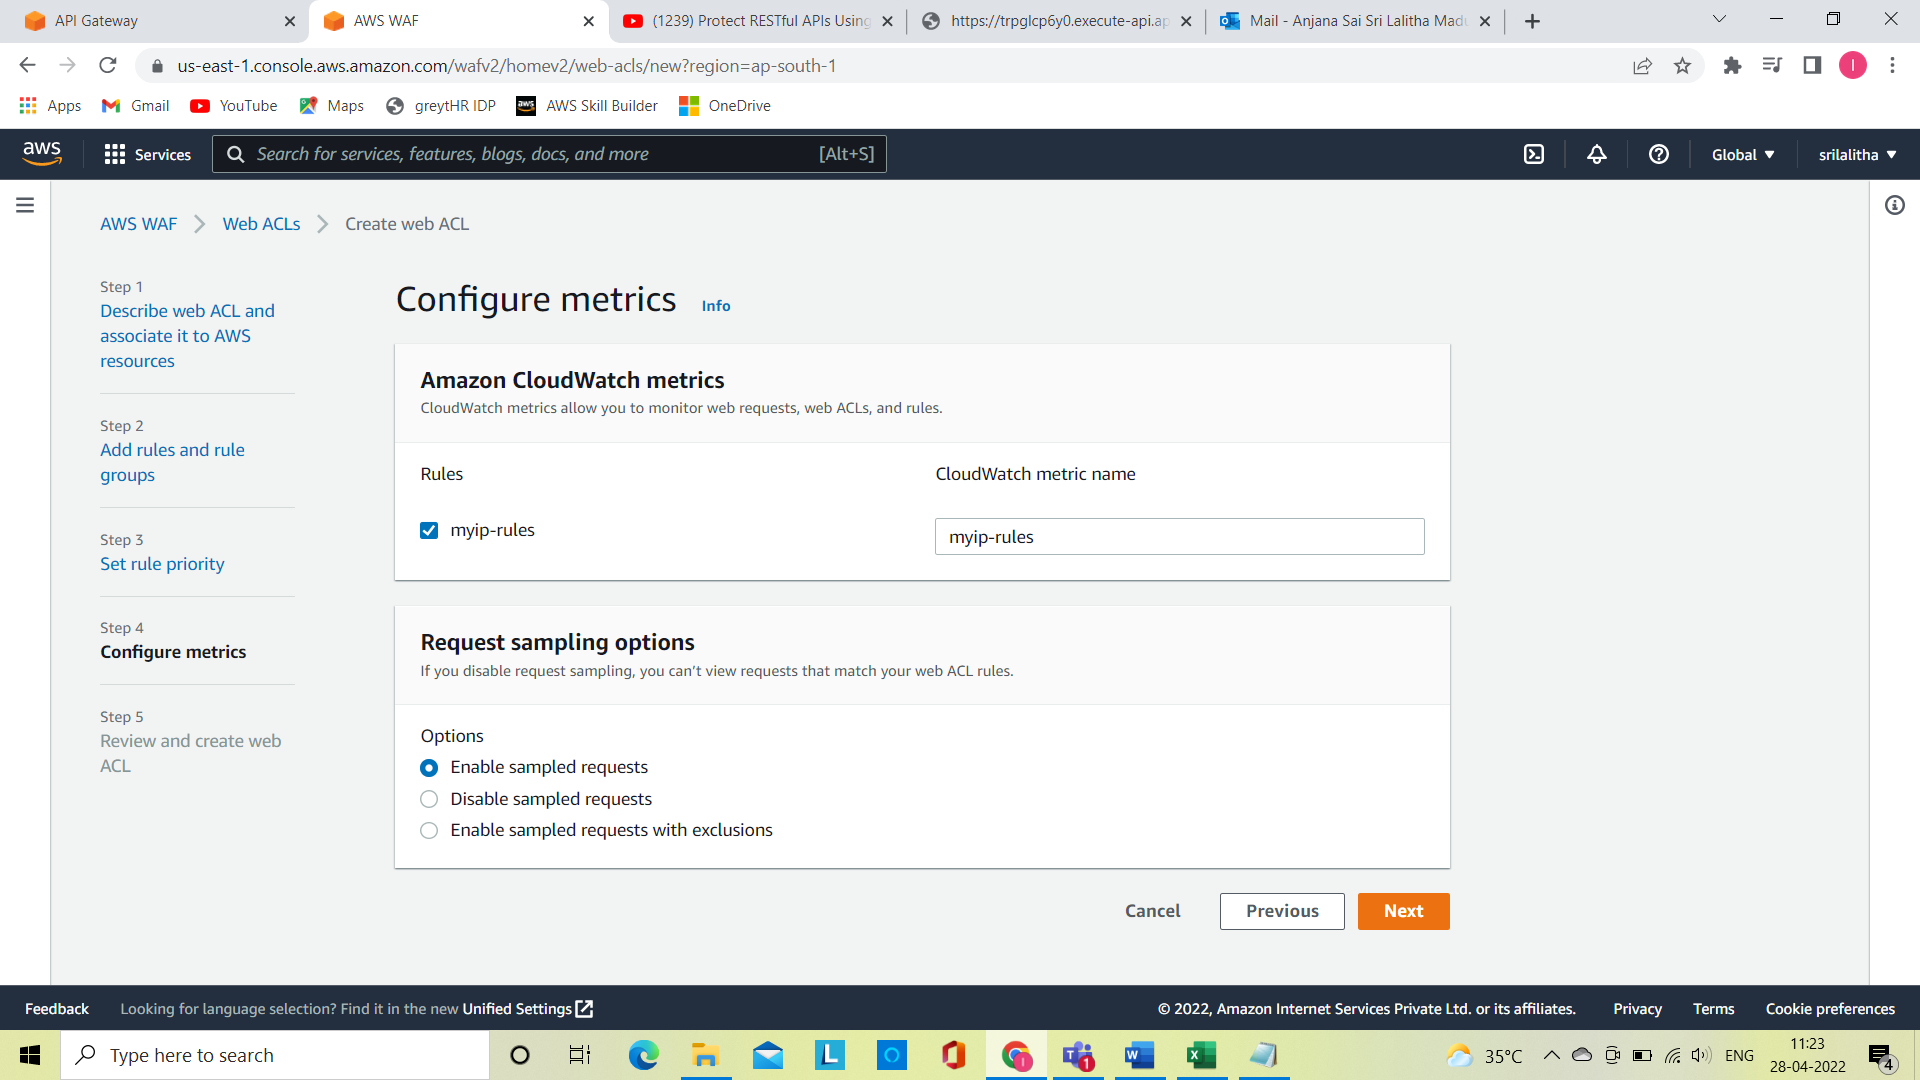 API Gateway
AWS WAF
(1239) Protect RESTful APIs Using
https://trpglcp6y0.execute-api.ap
Mail - Anjana Sai Sri Lalitha Madu
us-east-1.console.aws.amazon.com/wafv2/homev2/web-acls/new?region=ap-south-1
I
Apps
Gmail
YouTube
Maps
greytHR IDP
aws
AWS Skill Builder
OneDrive
aws
Services
Search for services, features, blogs, docs, and more
[Alt+S]
Global
srilalitha
AWS WAF
Web ACLs
Create web ACL
Step 1
Describe web ACL and
associate it to AWS
resources
Step 2
Add rules and rule
groups
Step 3
Set rule priority
Step 4
Configure metrics
Step 5
Review and create web
ACL
Configure metrics
Info
Amazon CloudWatch metrics
CloudWatch metrics allow you to monitor web requests, web ACLs, and rules.
Rules
CloudWatch metric name
myip-rules
myip-rules
Request sampling options
If you disable request sampling, you can't view requests that match your web ACL rules.
Options
Enable sampled requests
Disable sampled requests
Enable sampled requests with exclusions
Cancel
Previous
Next
Feedback
Looking for language selection? Find it in the new Unified Settings
© 2022, Amazon Internet Services Private Ltd. or its affiliates.
Privacy
Terms
Cookie preferences
Type here to search
35°C
ENG
11:23
28-04-2022
4